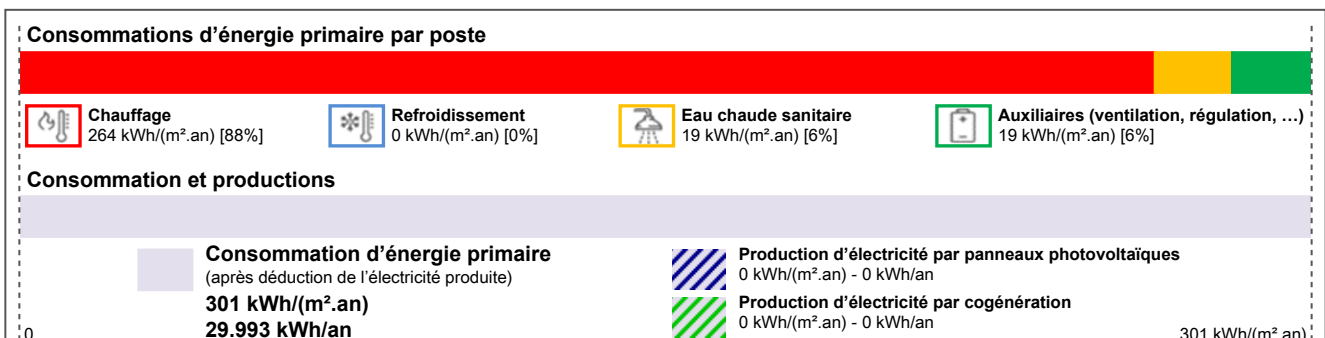 Consommations d’énergie primaire par poste
Chauffage
264 kWh/(m².an) [88%]
Refroidissement
0 kWh/(m².an) [0%]
Eau chaude sanitaire
19 kWh/(m².an) [6%]
Auxiliaires (ventilation, régulation, …)
19 kWh/(m².an) [6%]
Consommation et productions
Consommation d’énergie primaire
(après déduction de l’électricité produite)
301 kWh/(m².an)
29.993 kWh/an
Production d’électricité par panneaux photovoltaïques
0 kWh/(m².an) - 0 kWh/an
Production d’électricité par cogénération
0 kWh/(m².an) - 0 kWh/an
0
301 kWh/(m².an)